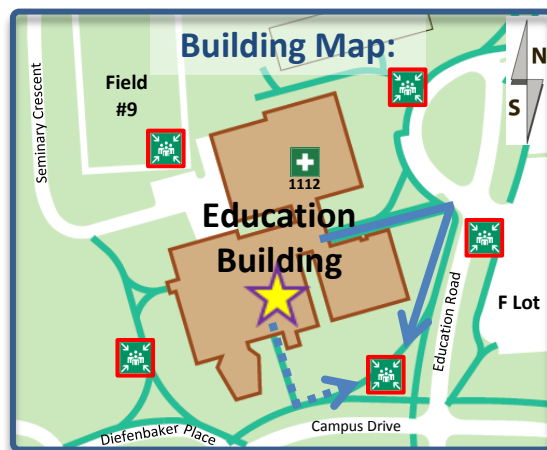 Building Map:
N
S
Field
#9
Seminary Crescent
1112
Education
Building
F Lot
Education Road
Campus Drive
Diefenbaker Place